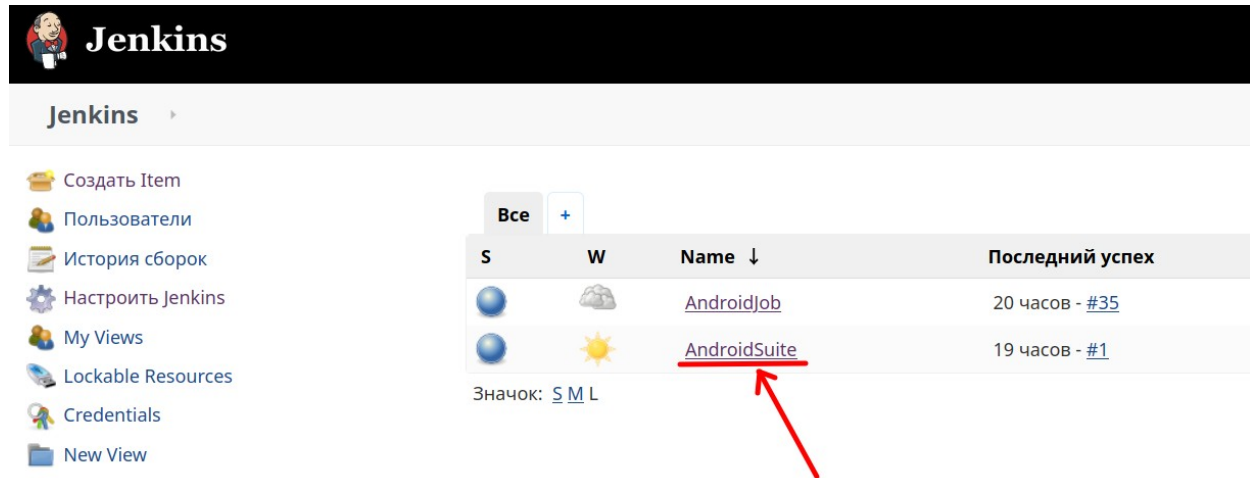 Jenkins
Jenkins
Создать Item
Пользователи
История сборок
Настроить Jenkins
My Views
Lockable Resources
Credentials
New View
Все +
S W Name ↓ Последний успех
AndroidJob 20 часов - #35
AndroidSuite 19 часов - #1
Значок: S M L